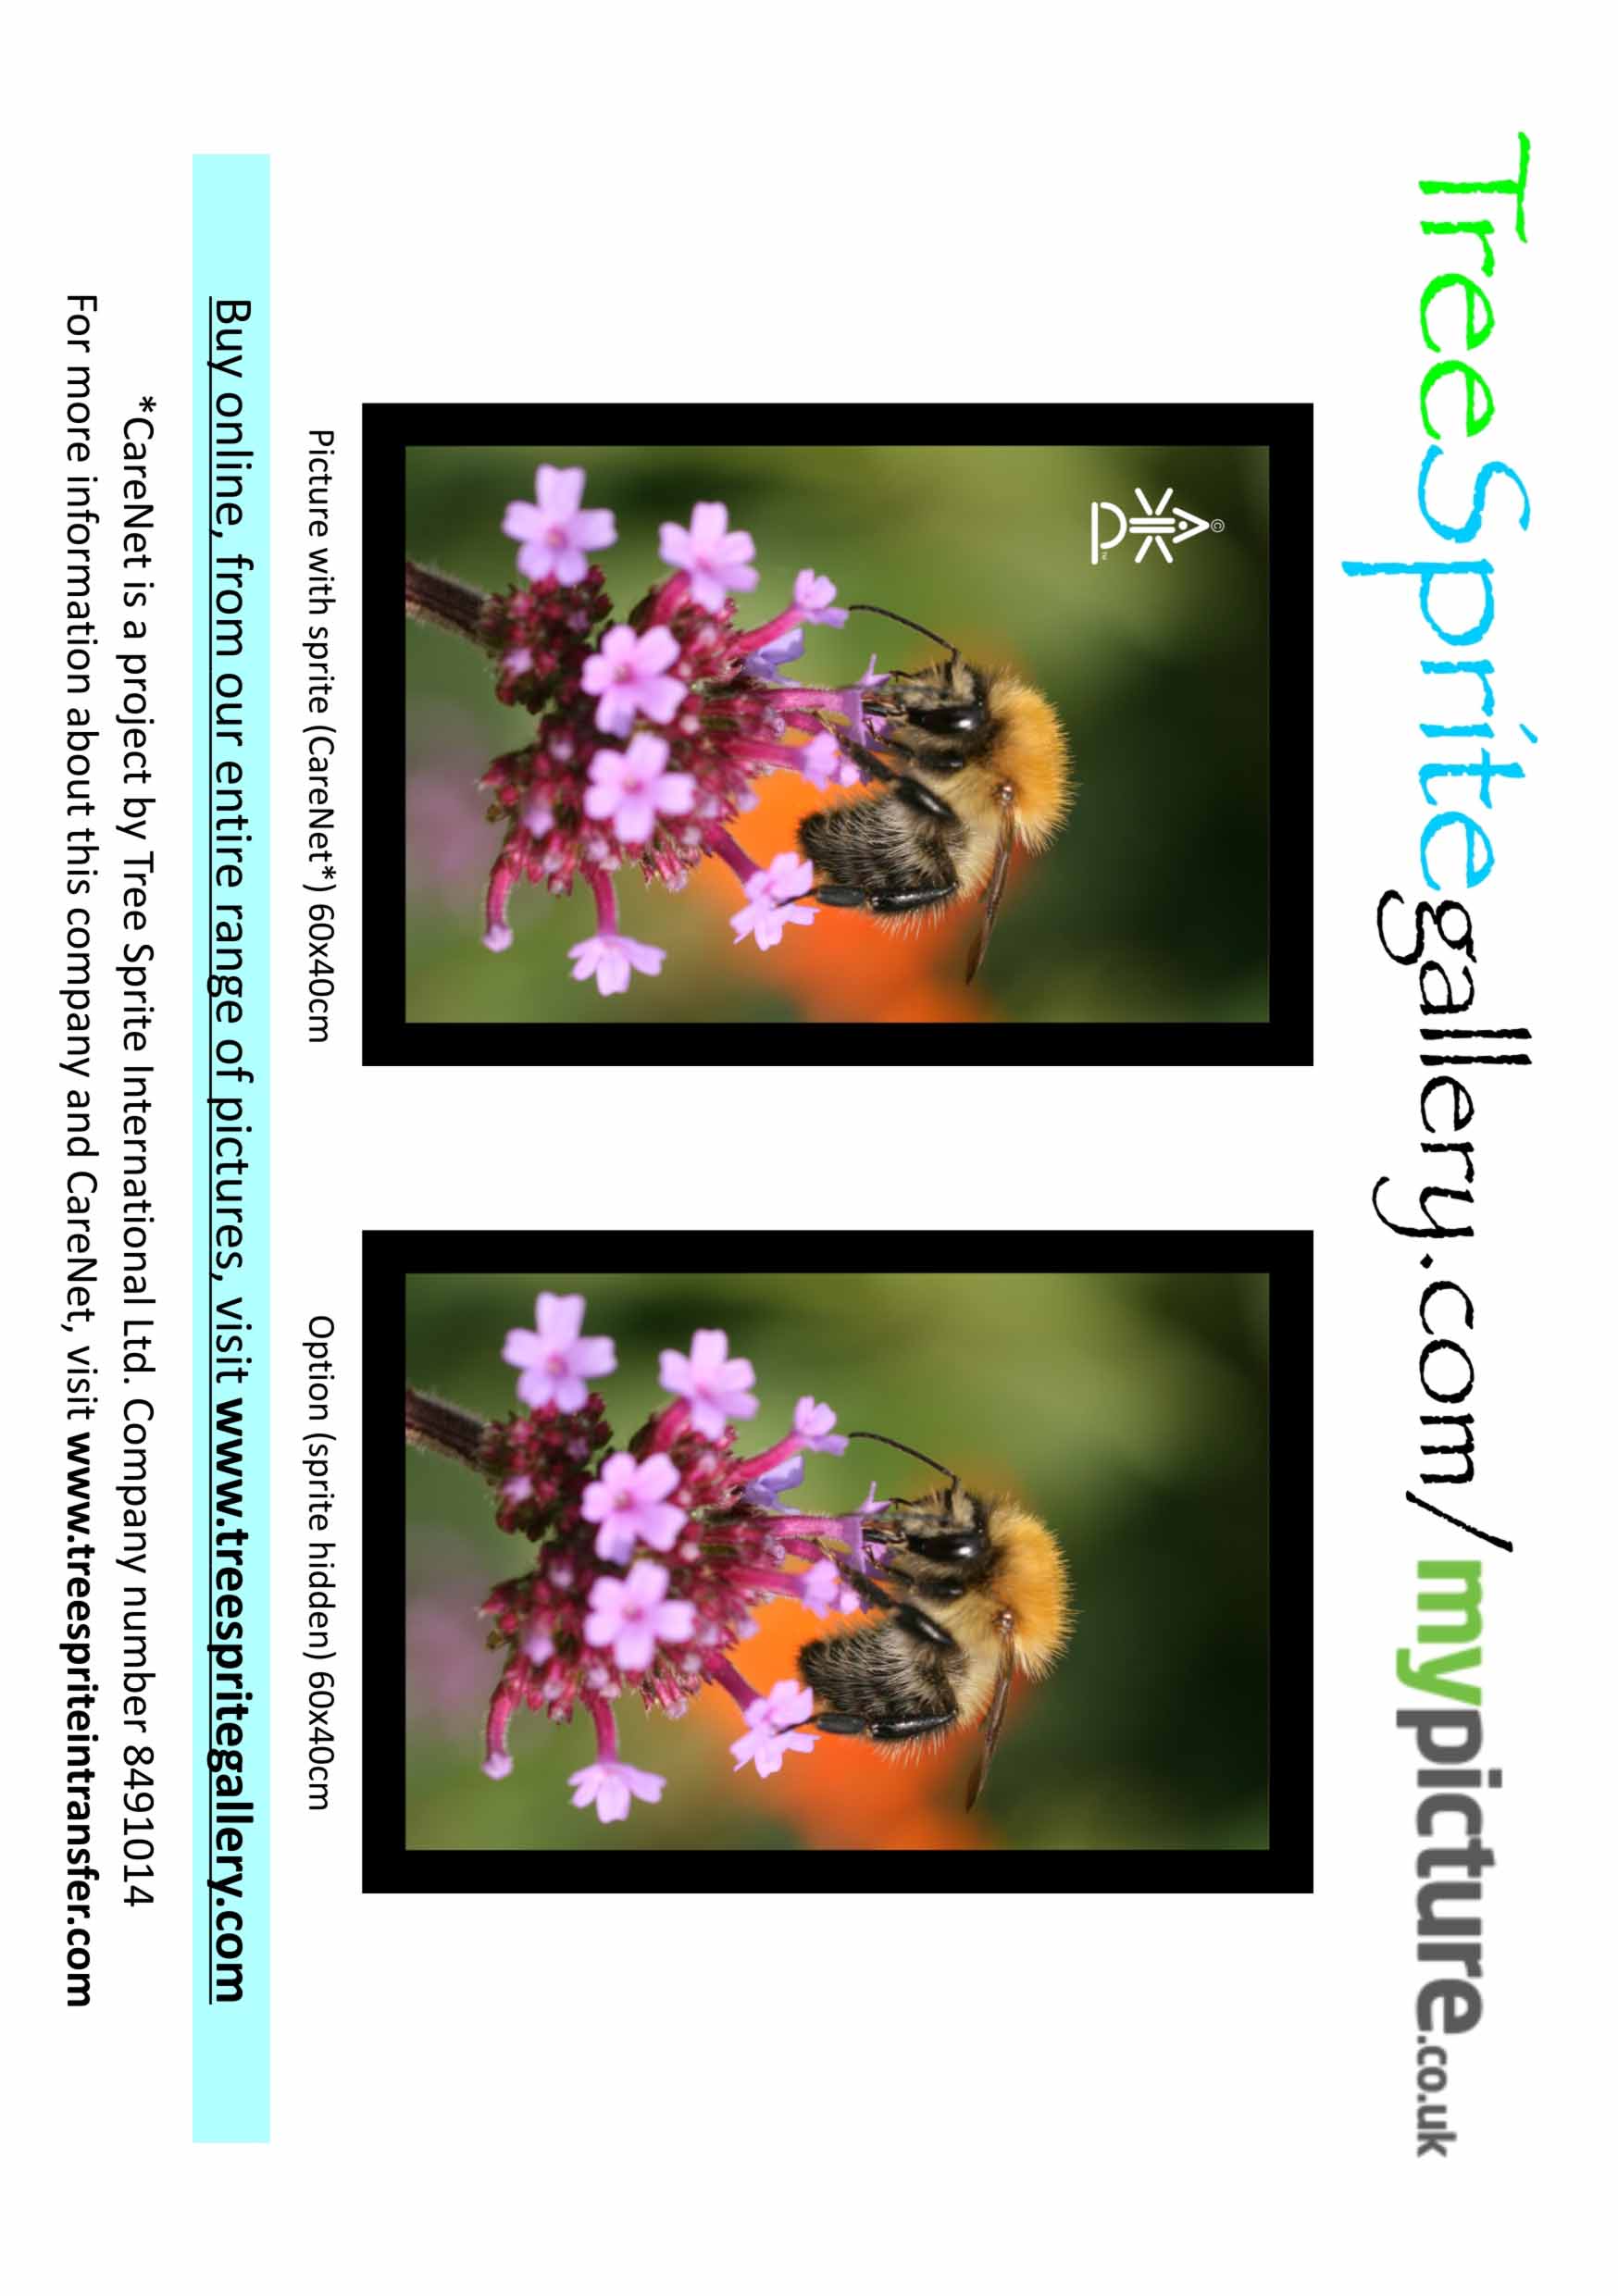 TreeSpritegallery.com/mypicture.co.uk
©
TM
Picture with sprite (CareNet*) 60x40cm
Option (sprite hidden) 60x40cm
Buy online, from our entire range of pictures, visit www.treespritegallery.com
*CareNet is a project by Tree Sprite International Ltd. Company number 8491014
For more information about this company and CareNet, visit www.treespriteintransfer.com